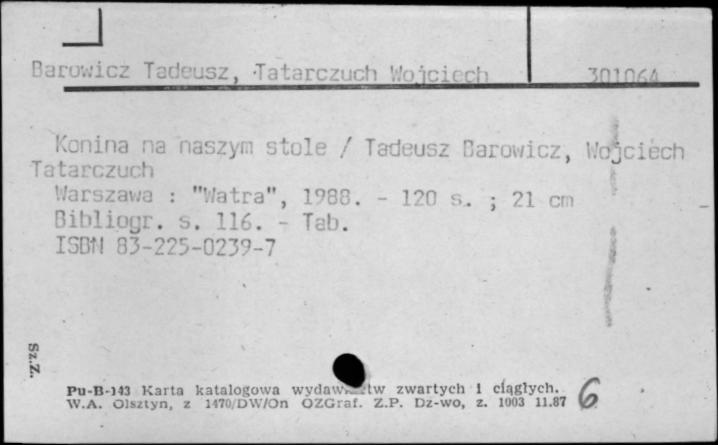 Barowicz Tadeusz, Tatarczuch Wojciech 301064
Konina na naszym stole / Tadeusz Barowicz, Wojciech
Tatarczuch
Warszawa : "Watra", 1988. - 120 s. ; 21 cm
Bibliogr. s. 116. - Tab.
ISBN 83-225-0239-7
Sz.Z.
Pu-B-143 Karta katalogowa zwartych i ciągłych.
W.A. Olsztyn, z 1470/DW/On OZGraf. Z.P. Dz-wo, z. 1003 11.87 6